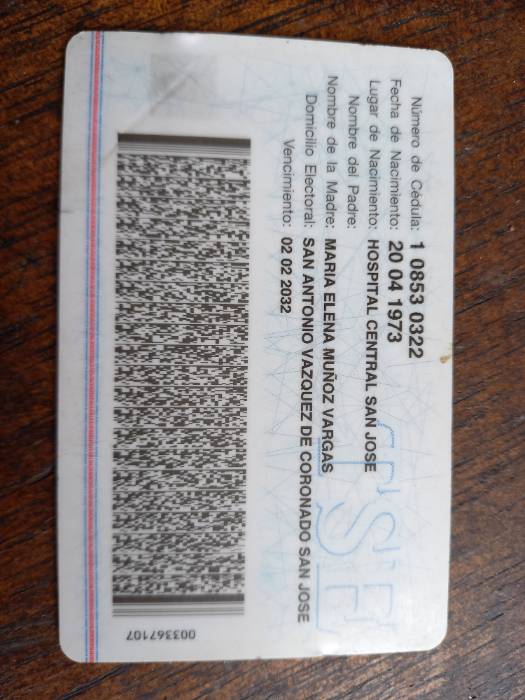 Número de Cédula: 1 0853 0322
Fecha de Nacimiento: 20 04 1973
Lugar de Nacimiento: HOSPITAL CENTRAL SAN JOSE
Nombre del Padre:
Nombre de la Madre: MARIA ELENA MUÑOZ VARGAS
Domicilio Electoral: SAN ANTONIO VAZQUEZ DE CORONADO SAN JOSE
Vencimiento: 02 02 2032
TSE
003367107